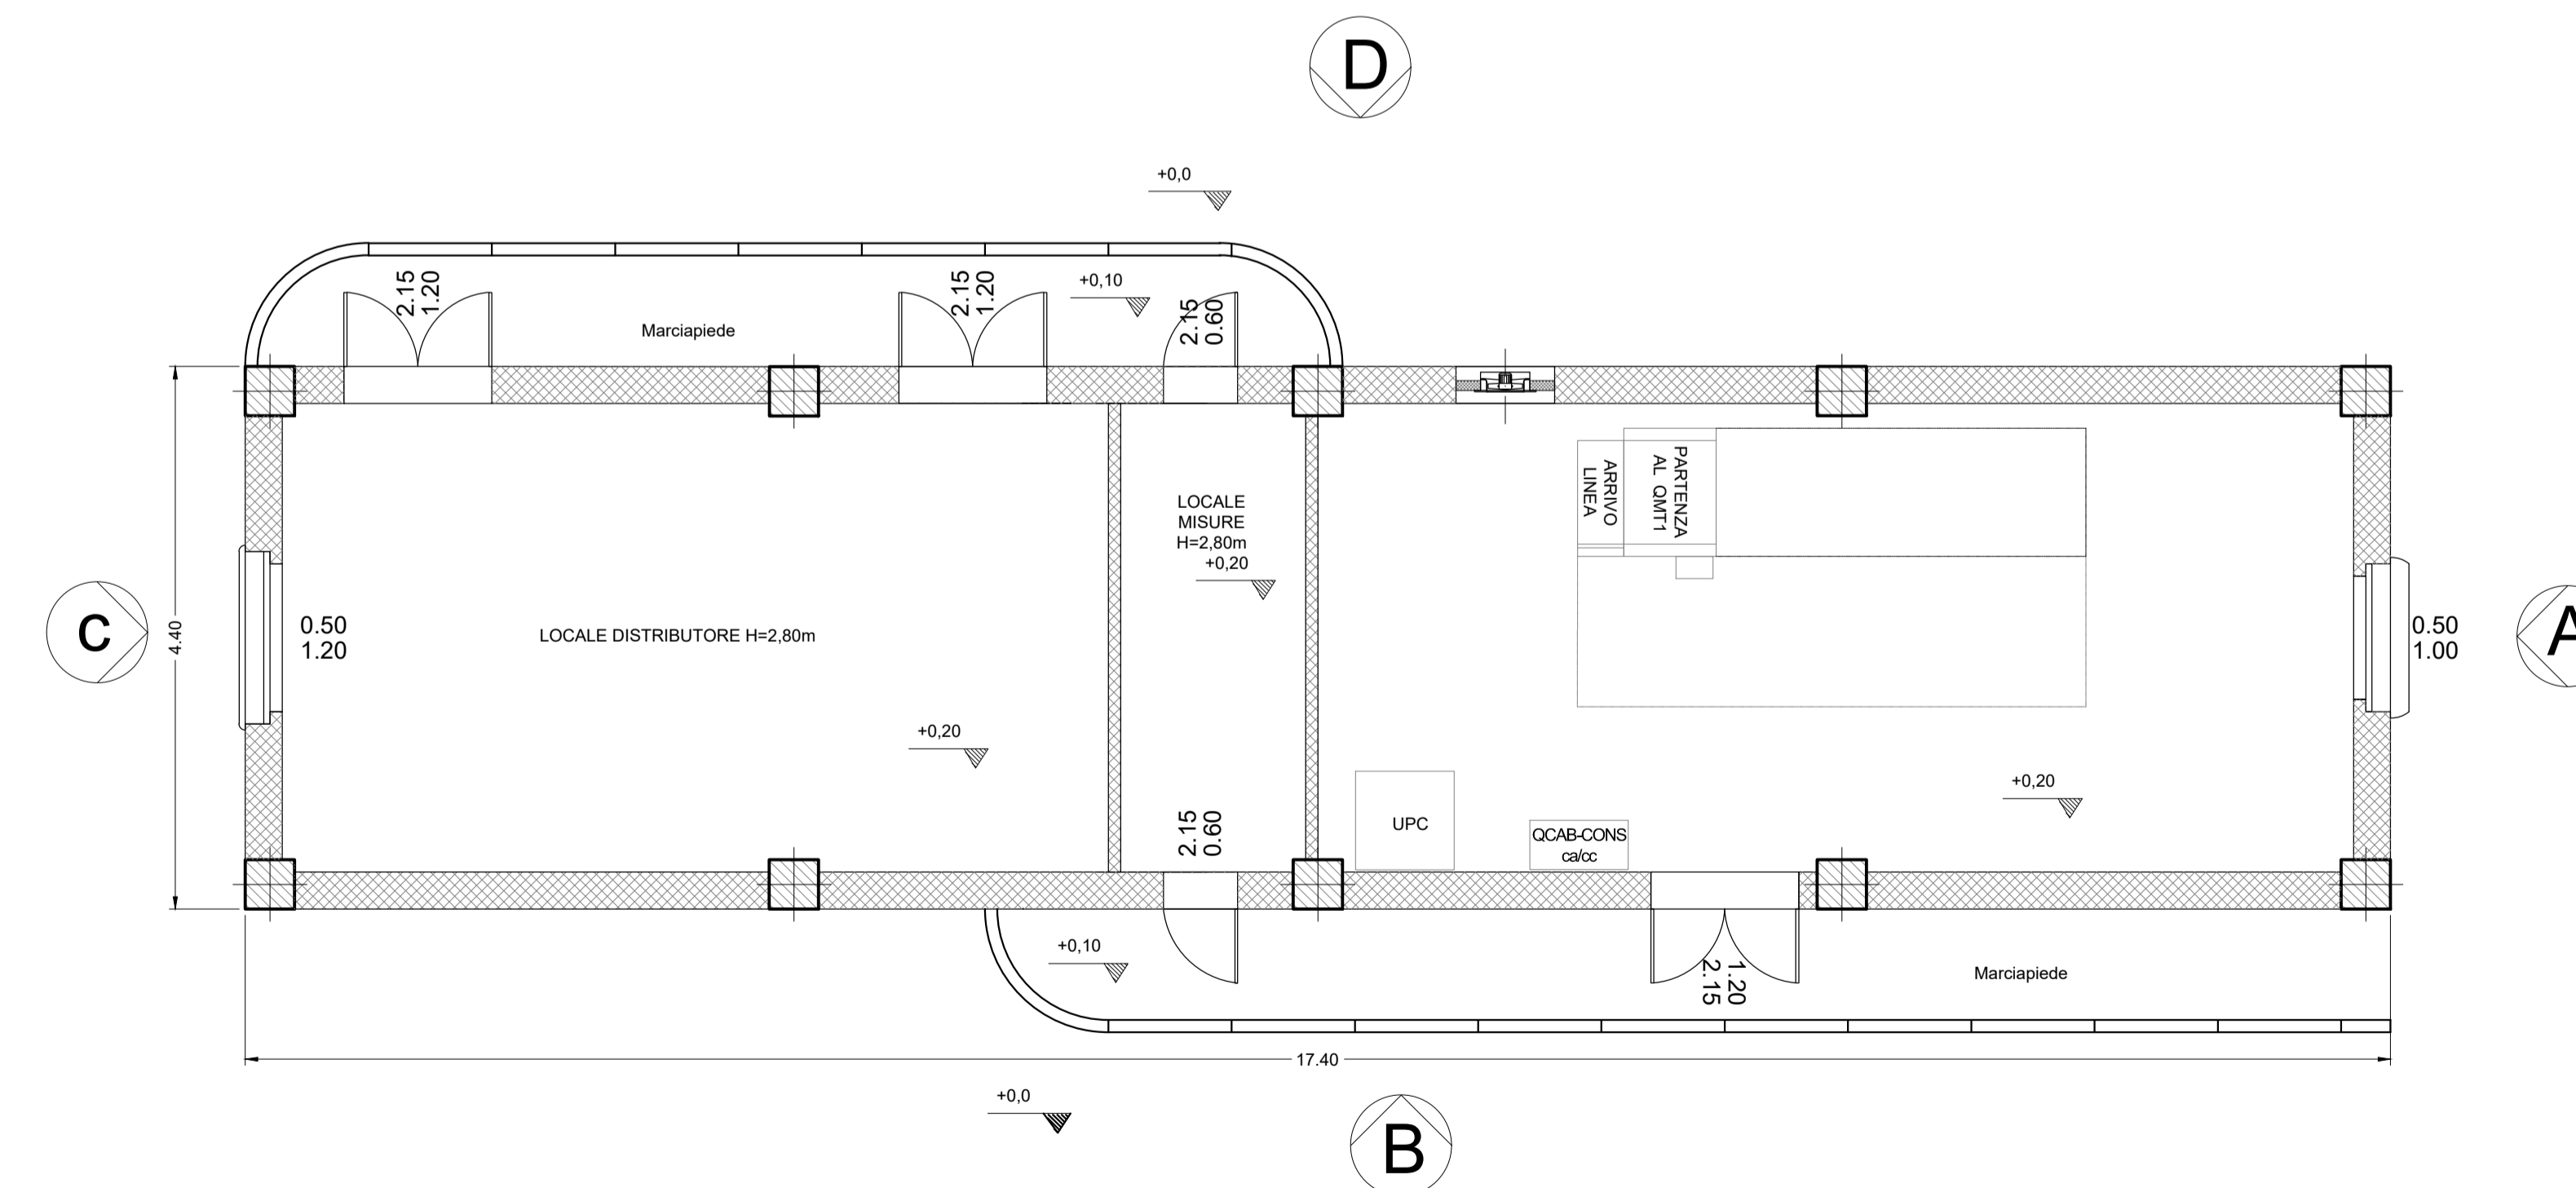 D
+0,0
2.15
1.20
2.15
1.20
+0,10
2.15
0.60
Marciapiede
LOCALE
MISURE
H=2,80m
+0,20
ARRIVO
LINEA
PARTENZA
AL QMT1
c
4.40
0.50
1.20
LOCALE DISTRIBUTORE H=2,80m
0.50
1.00
A
+0,20
+0,20
2.15
0.60
UPC
QCAB-CONS
ca/cc
+0,10
1.20
2.15
Marciapiede
17.40
+0,0
B